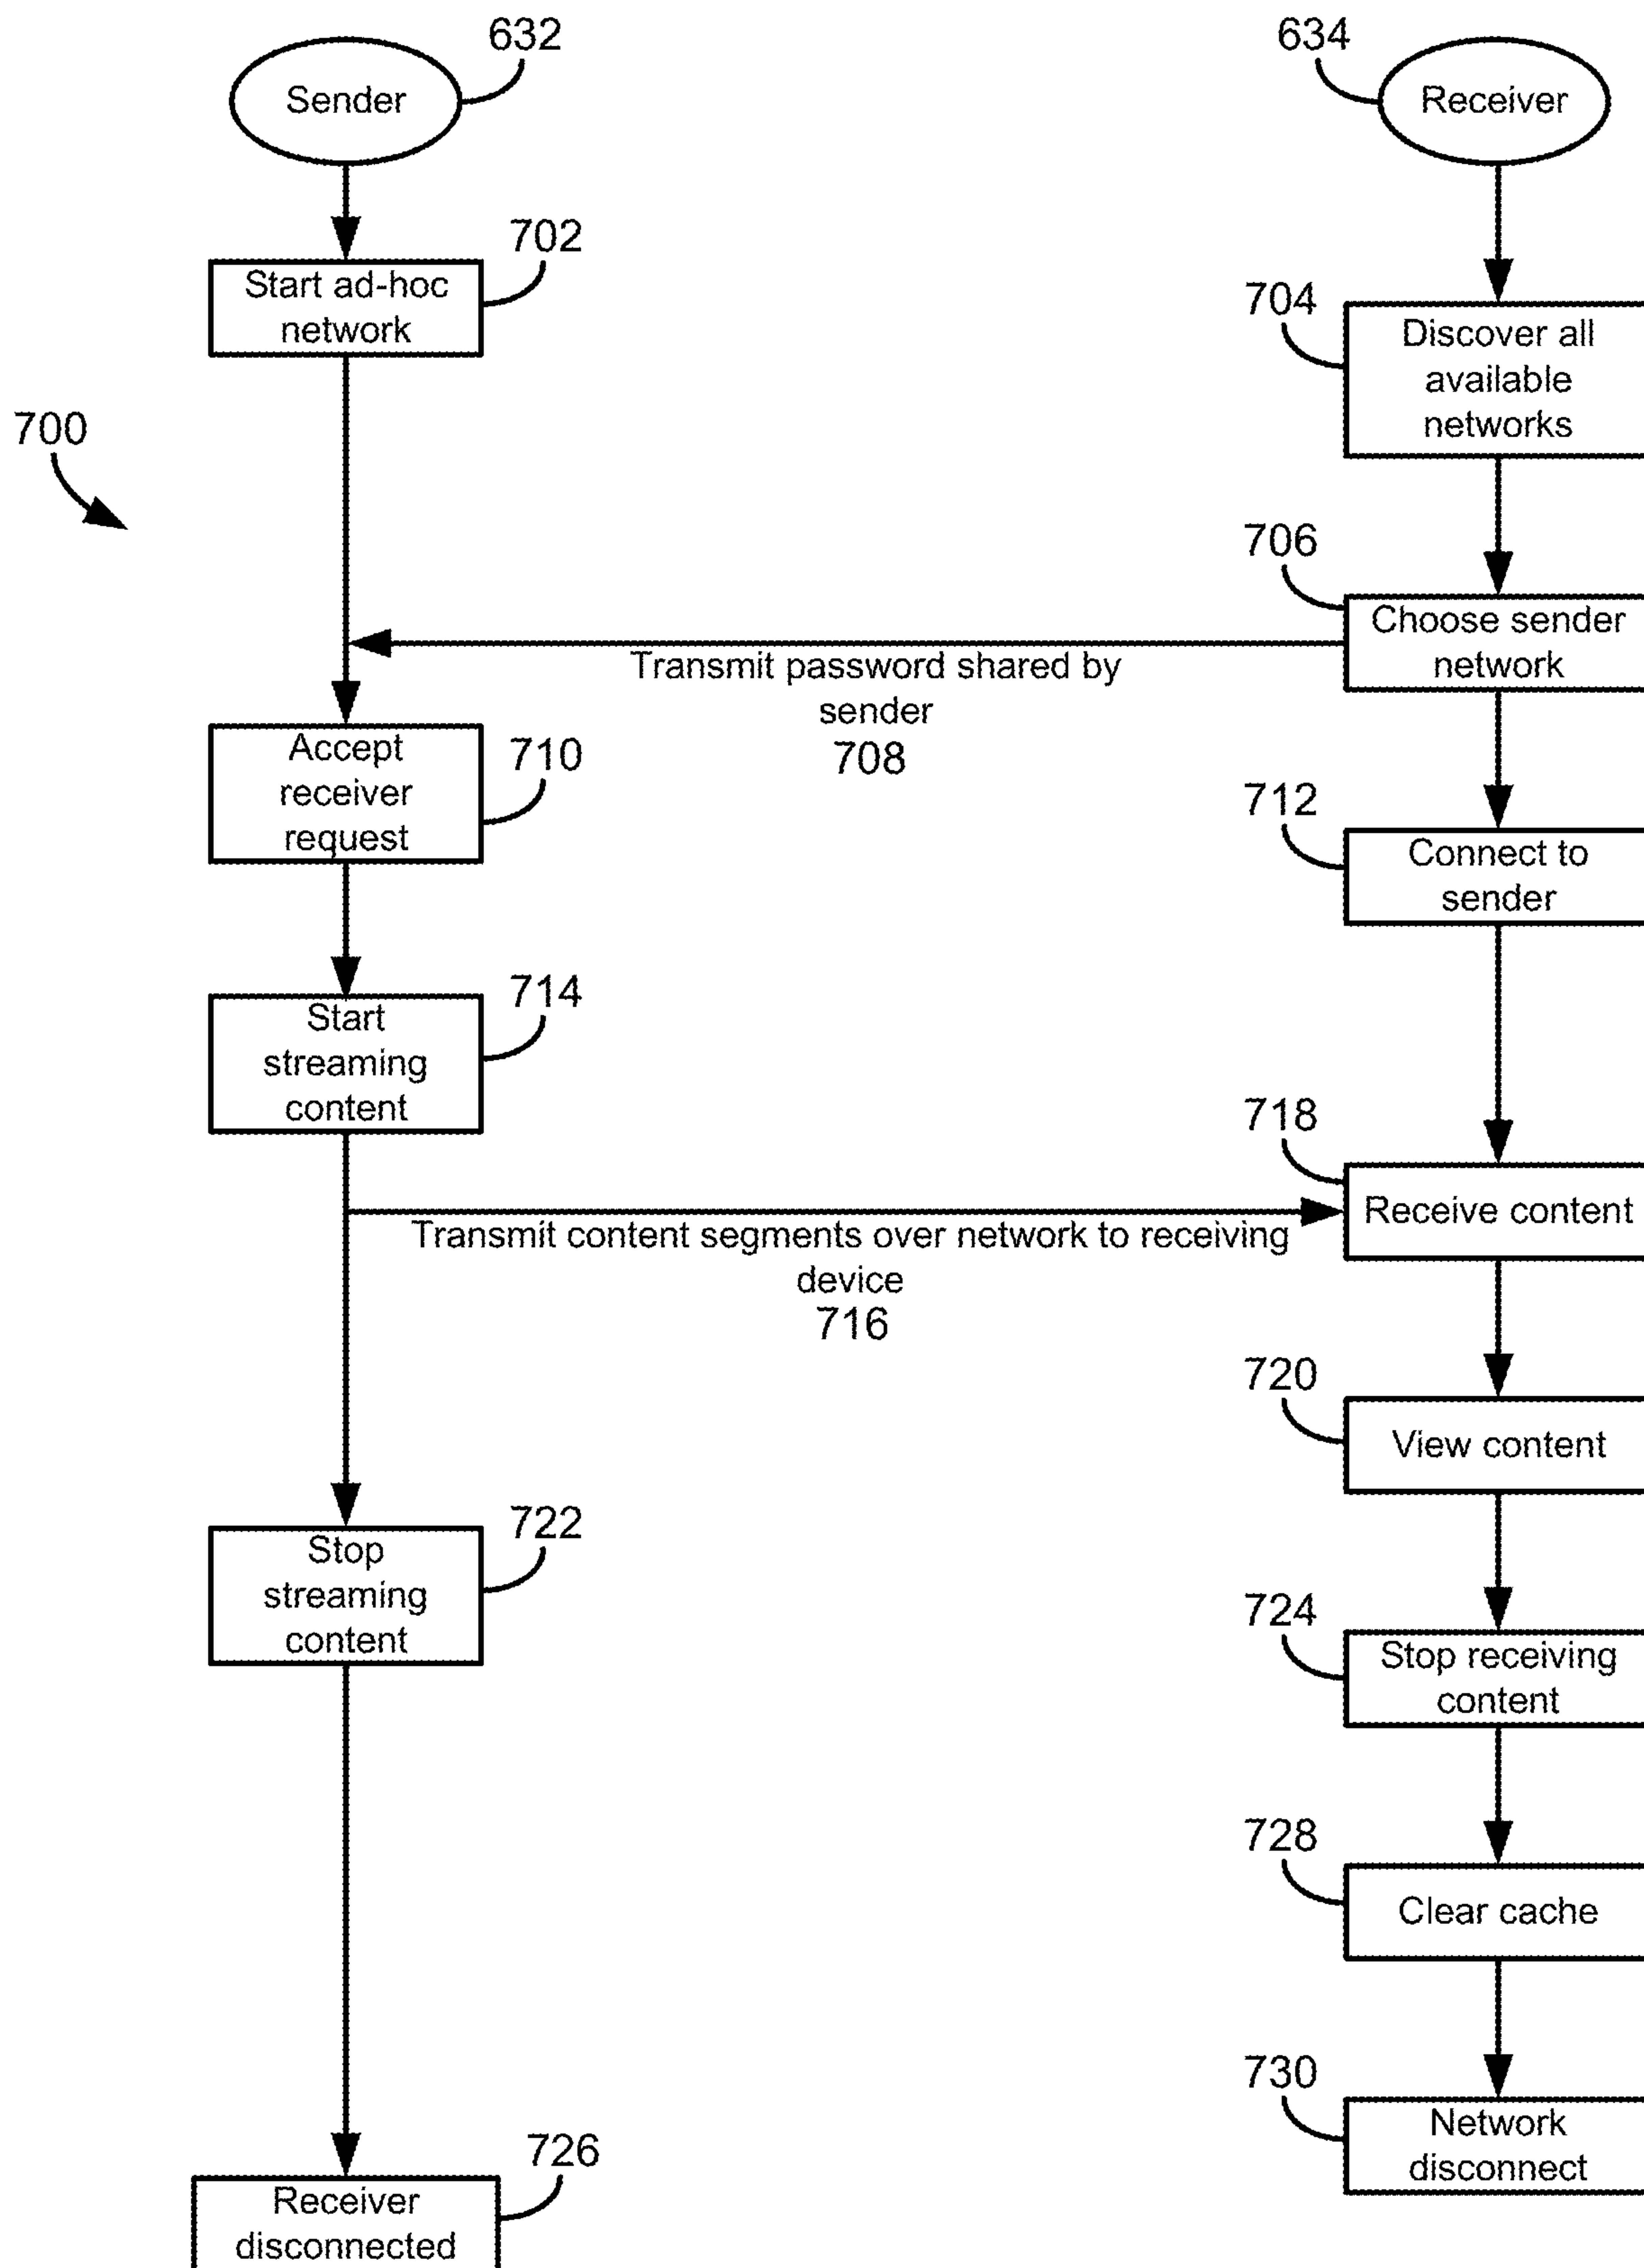 632
634
Sender
Receiver
702
Start ad-hoc
network
704
Discover all
available
networks
700
706
Choose sender
network
Transmit password shared by
sender
708
Accept
receiver
request
710
712
Connect to
sender
714
Start
streaming
content
718
Receive content
Transmit content segments over network to receiving
device
716
720
View content
722
Stop
streaming
content
724
Stop receiving
content
728
Clear cache
730
Network
disconnect
726
Receiver
disconnected